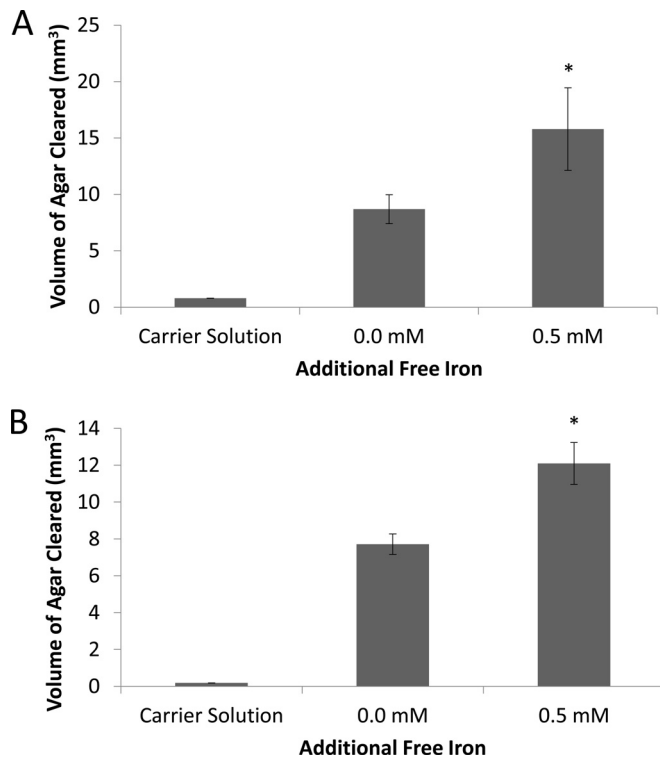 A
Volume of Agar Cleared (mm³)
25
20
15
10
5
0
*
Carrier Solution 0.0 mM 0.5 mM
Additional Free Iron
B
Volume of Agar Cleared (mm³)
14
12
10
8
6
4
2
0
*
Carrier Solution 0.0 mM 0.5 mM
Additional Free Iron